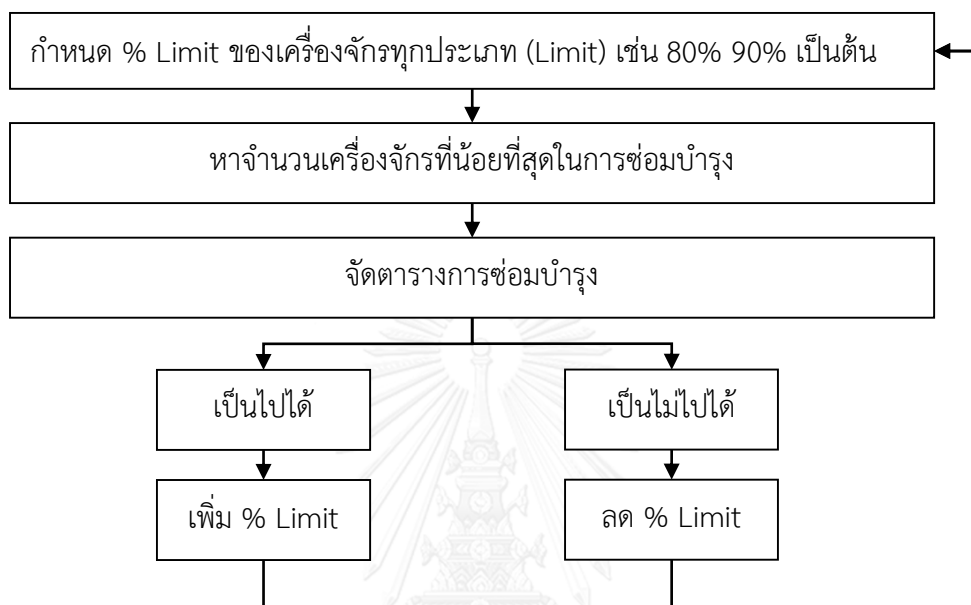 กำหนด % Limit ของเครื่องจักรทุกประเภท (Limit) เช่น 80% 90% เป็นต้น
หาจำนวนเครื่องจักรที่น้อยที่สุดในการซ่อมบำรุง
จัดตารางการซ่อมบำรุง
เป็นไปได้
เป็นไม่ไปได้
เพิ่ม % Limit
ลด % Limit